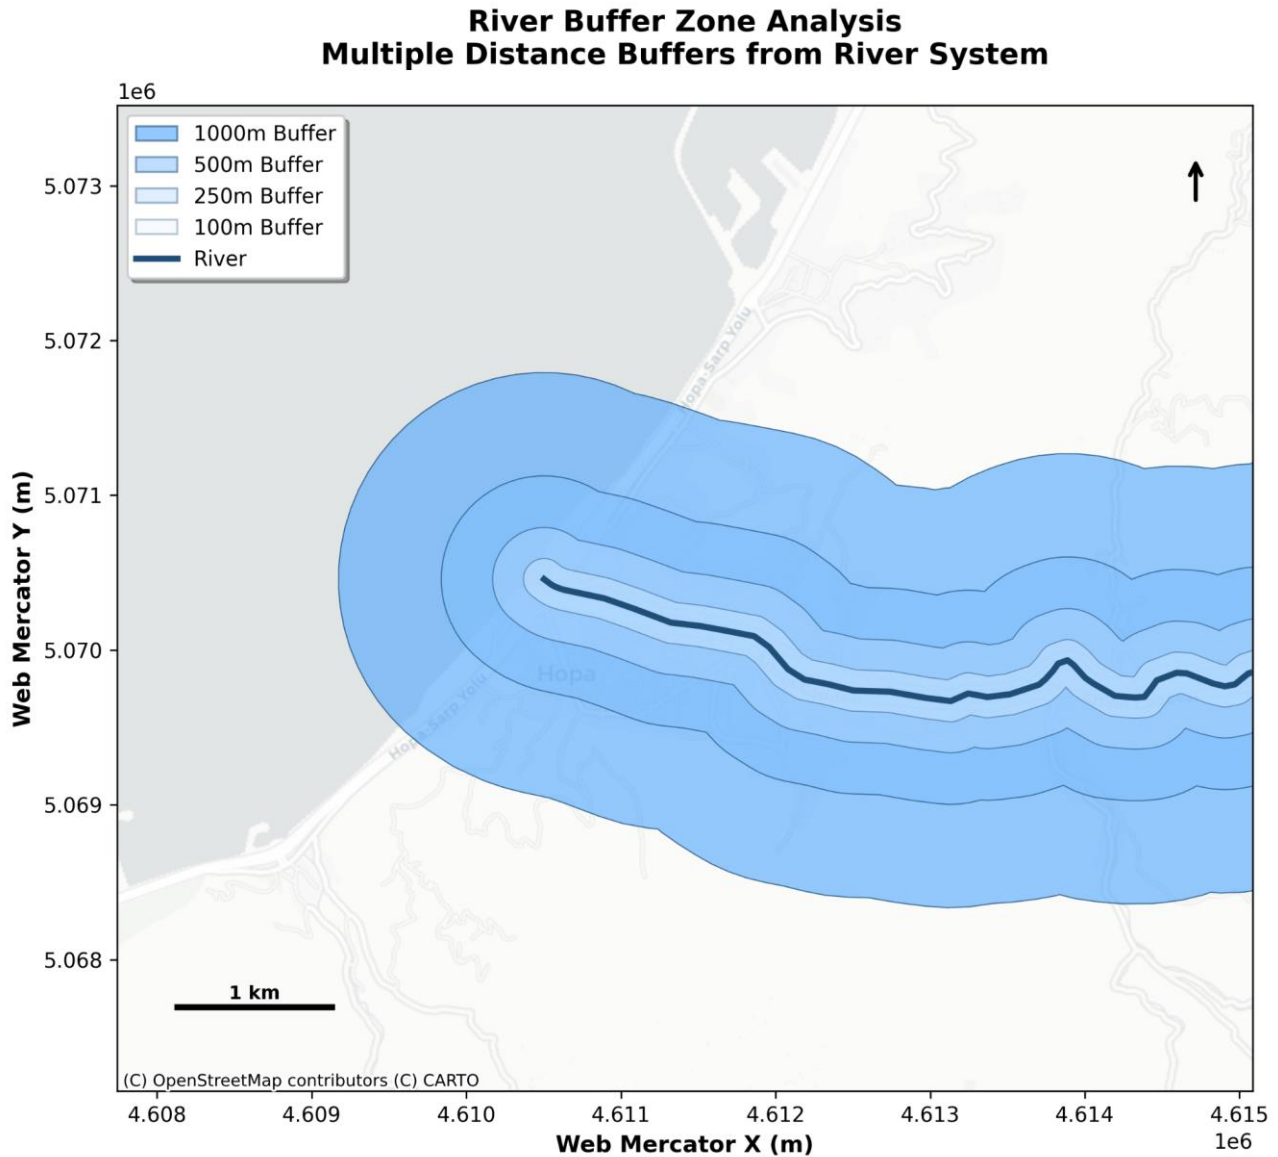 River Buffer Zone Analysis
Multiple Distance Buffers from River System
1e6
1000m Buffer
500m Buffer
250m Buffer
100m Buffer
River
5.073
5.072
5.071
5.070
5.069
5.068
Web Mercator Y (m)
Hopa-Sarp Yolu
Hopa
Hopa-Sarp Yolu
1 km
(C) OpenStreetMap contributors (C) CARTO
4.608 4.609 4.610 4.611 4.612 4.613 4.614 4.615
Web Mercator X (m)
1e6